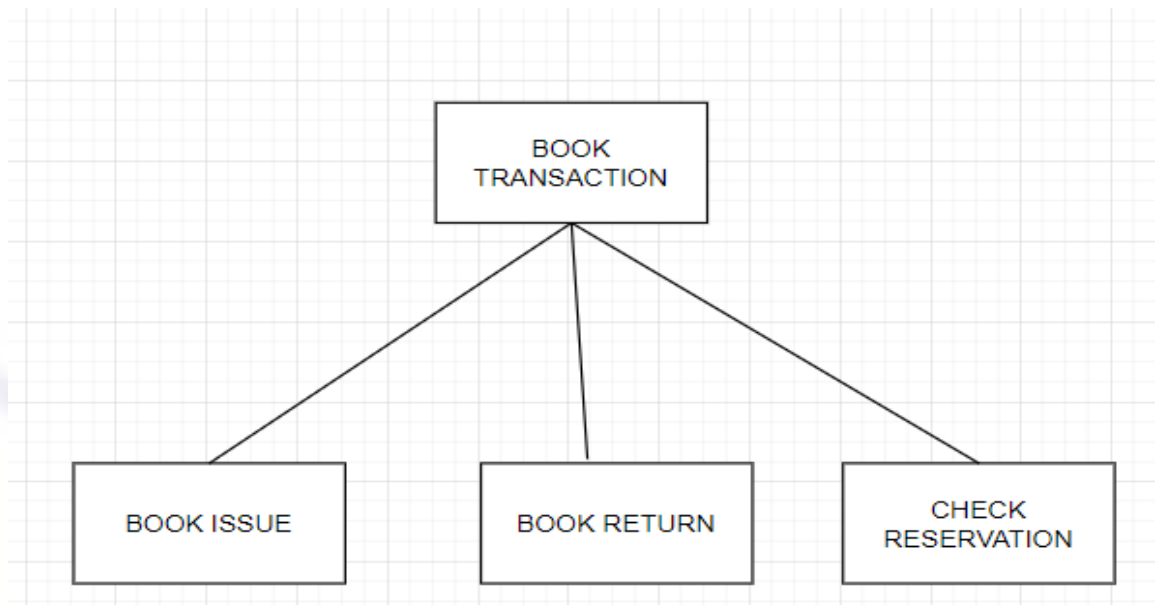 BOOK
TRANSACTION
BOOK ISSUE
BOOK RETURN
CHECK
RESERVATION